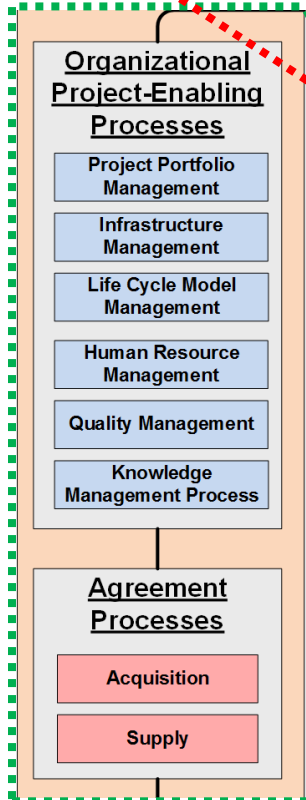 Organizational
Project-Enabling
Processes
Project Portfolio
Management
Infrastructure
Management
Life Cycle Model
Management
Human Resource
Management
Quality Management
Knowledge
Management Process
Agreement
Processes
Acquisition
Supply